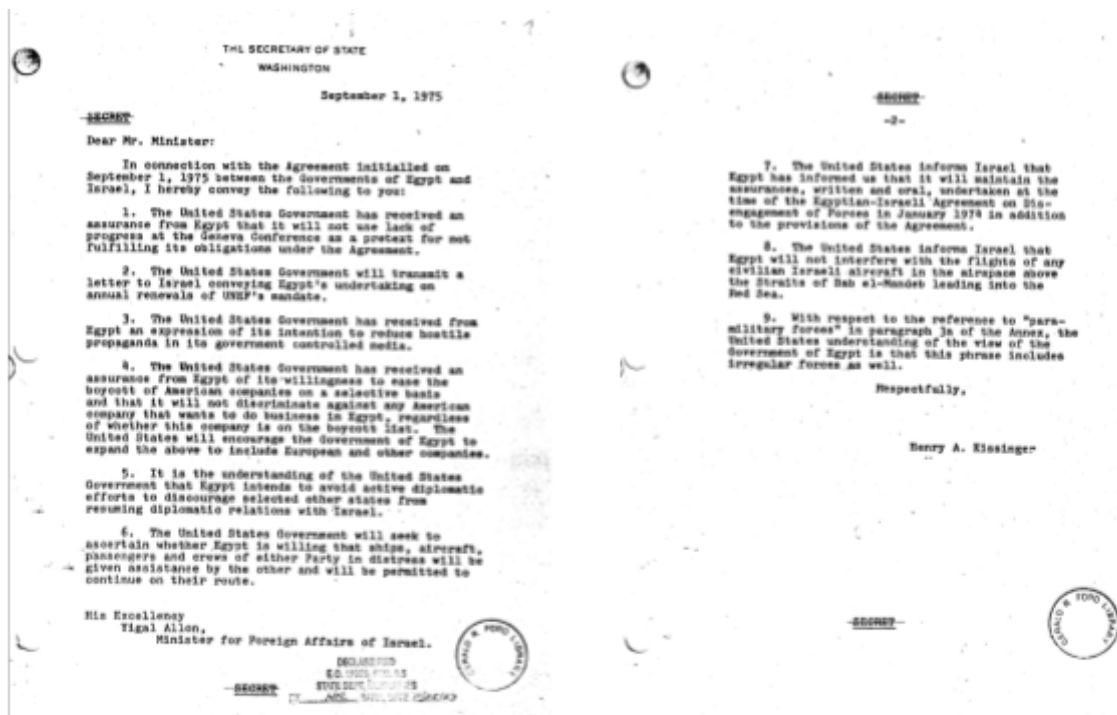 THE SECRETARY OF STATE
WASHINGTON
September 1, 1975
SECRET
Dear Mr. Minister:
In connection with the Agreement initialled on
September 1, 1975 between the Governments of Egypt and
Israel, I hereby convey the following to you:
1. The United States Government has received an
assurance from Egypt that it will not use lack of
progress at the Geneva Conference as a pretext for not
fulfilling its obligations under the Agreement.
2. The United States Government will transmit a
letter to Israel conveying Egypt's undertaking on
annual renewals of UNEF's mandate.
3. The United States Government has received from
Egypt an expression of its intention to reduce hostile
propaganda in its government controlled media.
4. The United States Government has received an
assurance from Egypt of its willingness to ease the
boycott of American companies on a selective basis
and that it will not discriminate against any American
company that wants to do business in Egypt, regardless
of whether this company is on the boycott list. The
United States will encourage the Government of Egypt to
expand the above to include European and other companies.
5. It is the understanding of the United States
Government that Egypt intends to avoid active diplomatic
efforts to discourage selected other states from
resuming diplomatic relations with Israel.
6. The United States Government will seek to
ascertain whether Egypt is willing that ships, aircraft,
passengers and crews of either Party in distress will be
given assistance by the other and will be permitted to
continue on their route.
His Excellency
Yigal Allon,
Minister for Foreign Affairs of Israel.
GERALD R. FORD LIBRARY
DECLASSIFIED
SECRET
SECRET
-2-
7. The United States informs Israel that
Egypt has informed us that it will maintain the
assurances, written and oral, undertaken at the
time of the Egyptian-Israeli Agreement on Dis-
engagement of Forces in January 1974 in addition
to the provisions of the Agreement.
8. The United States informs Israel that
Egypt will not interfere with the flights of any
civilian Israeli aircraft in the airspace above
the Straits of Bab el-Mandeb leading into the
Red Sea.
9. With respect to the reference to "para-
military forces" in paragraph 3a of the Annex, the
United States understanding of the view of the
Government of Egypt is that this phrase includes
irregular forces as well.
Respectfully,
Henry A. Kissinger
SECRET
GERALD R. FORD LIBRARY